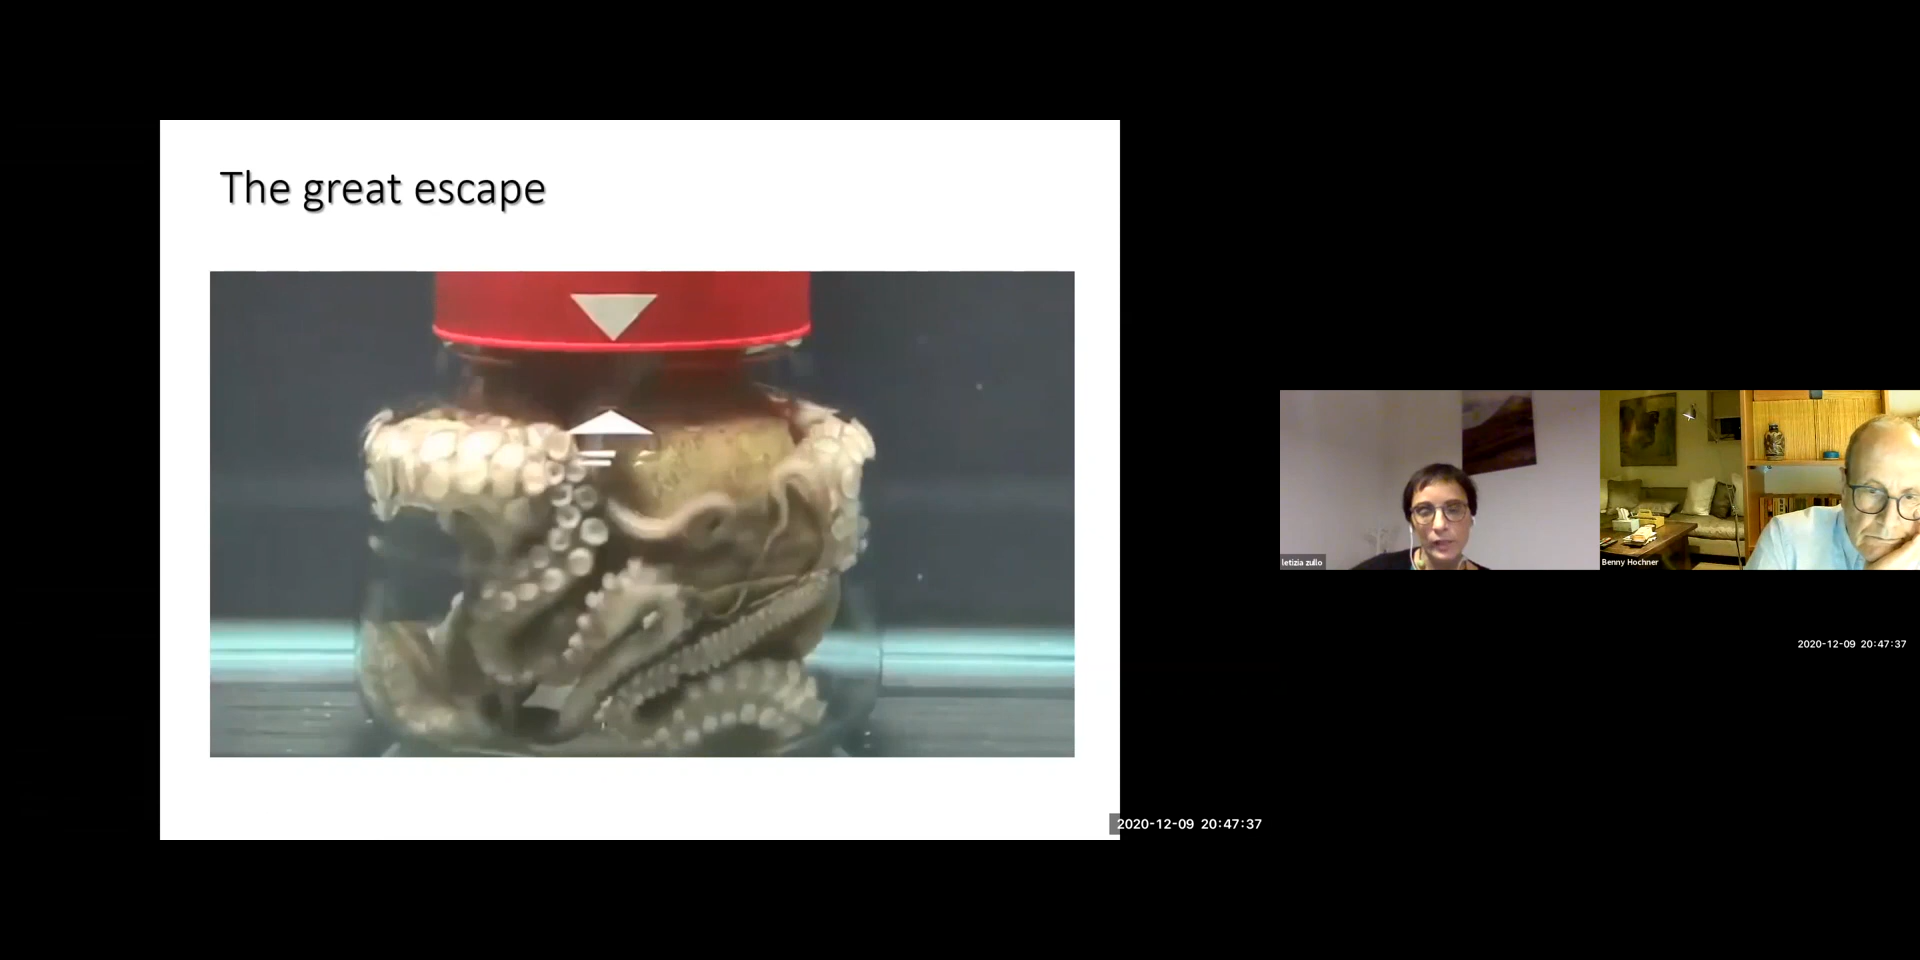 The great escape
letizia zullo
Benny Hochner
2020-12-09 20:47:37
2020-12-09 20:47:37